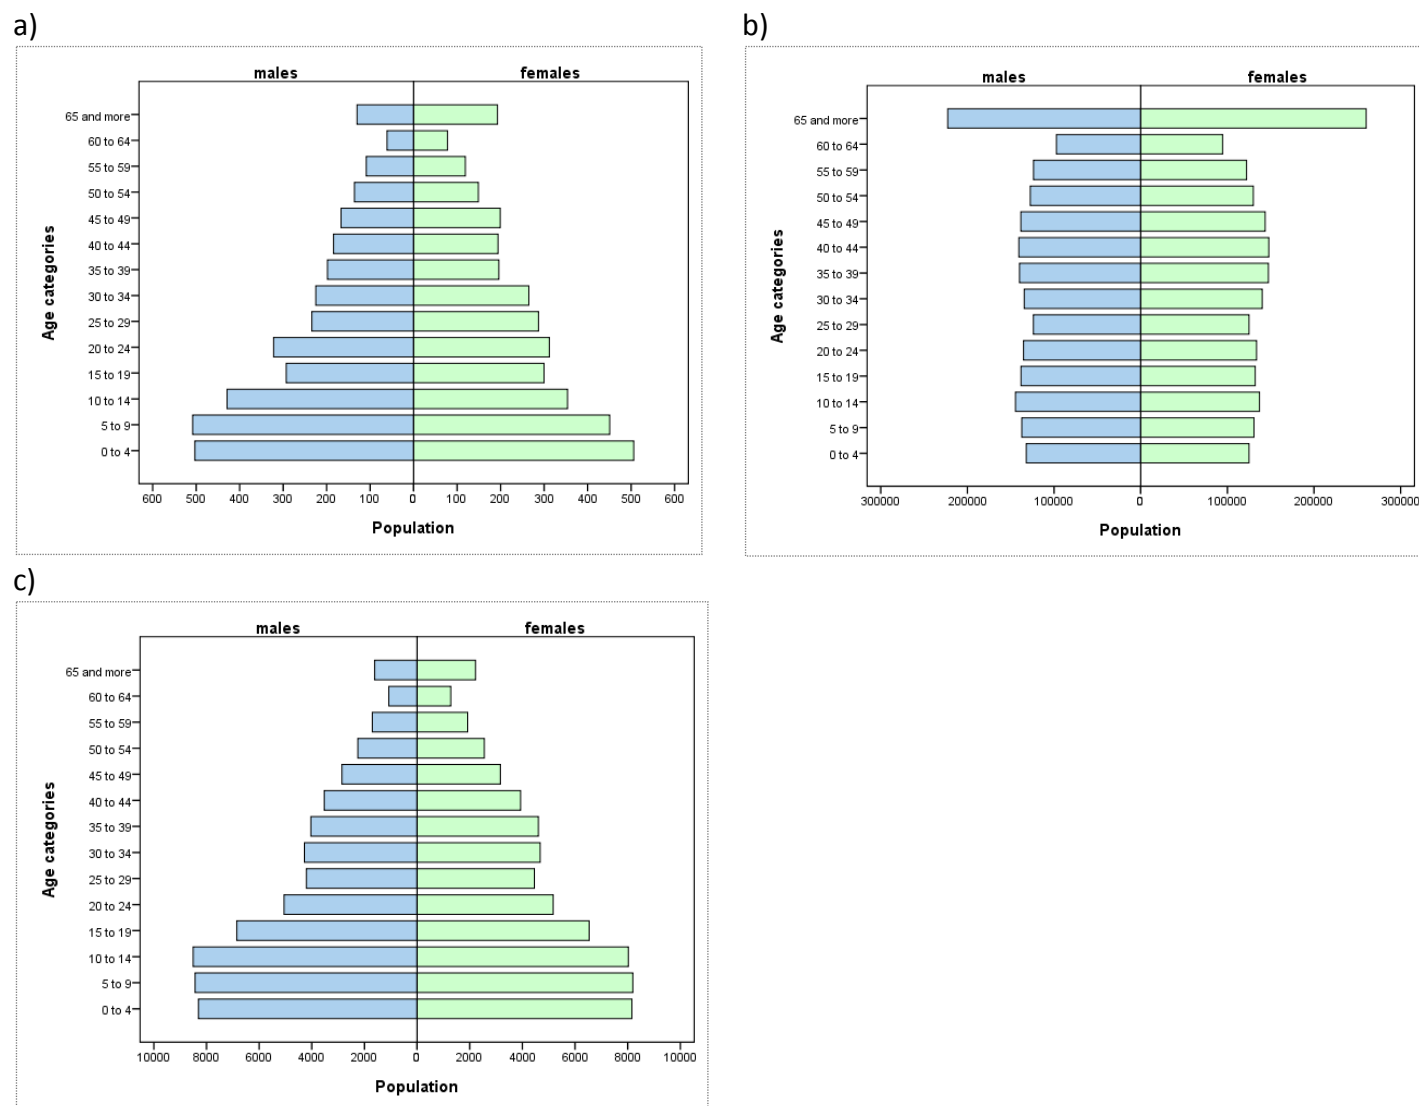 a)
males females
65 and more
60 to 64
55 to 59
50 to 54
45 to 49
40 to 44
35 to 39
30 to 34
25 to 29
20 to 24
15 to 19
10 to 14
5 to 9
0 to 4
Age categories
600 500 400 300 200 100 0 100 200 300 400 500 600
Population
b)
males females
65 and more
60 to 64
55 to 59
50 to 54
45 to 49
40 to 44
35 to 39
30 to 34
25 to 29
20 to 24
15 to 19
10 to 14
5 to 9
0 to 4
Age categories
300000 200000 100000 0 100000 200000 300000
Population
c)
males females
65 and more
60 to 64
55 to 59
50 to 54
45 to 49
40 to 44
35 to 39
30 to 34
25 to 29
20 to 24
15 to 19
10 to 14
5 to 9
0 to 4
Age categories
10000 8000 6000 4000 2000 0 2000 4000 6000 8000 10000
Population